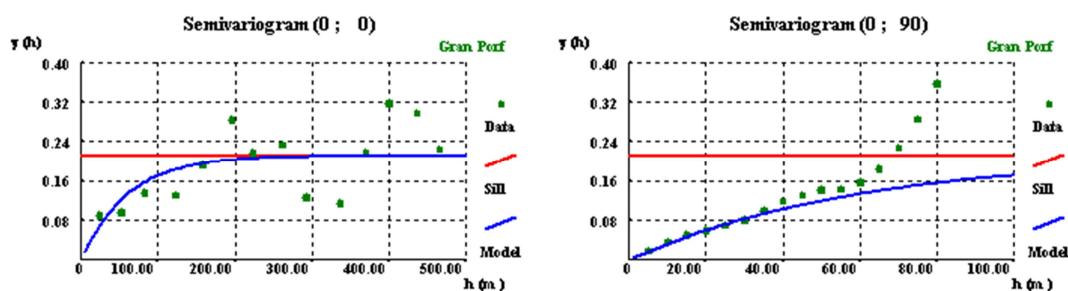 Semivariogram (0 ; 0)
γ (h)
Gran Porf
0.40
0.32
0.24
0.16
0.08
0 100.00 200.00 300.00 400.00 500.00
h (m)
Data
Sill
Model
Semivariogram (0 ; 90)
γ (h)
Gran Porf
0.40
0.32
0.24
0.16
0.08
0 20.00 40.00 60.00 80.00 100.00
h (m)
Data
Sill
Model